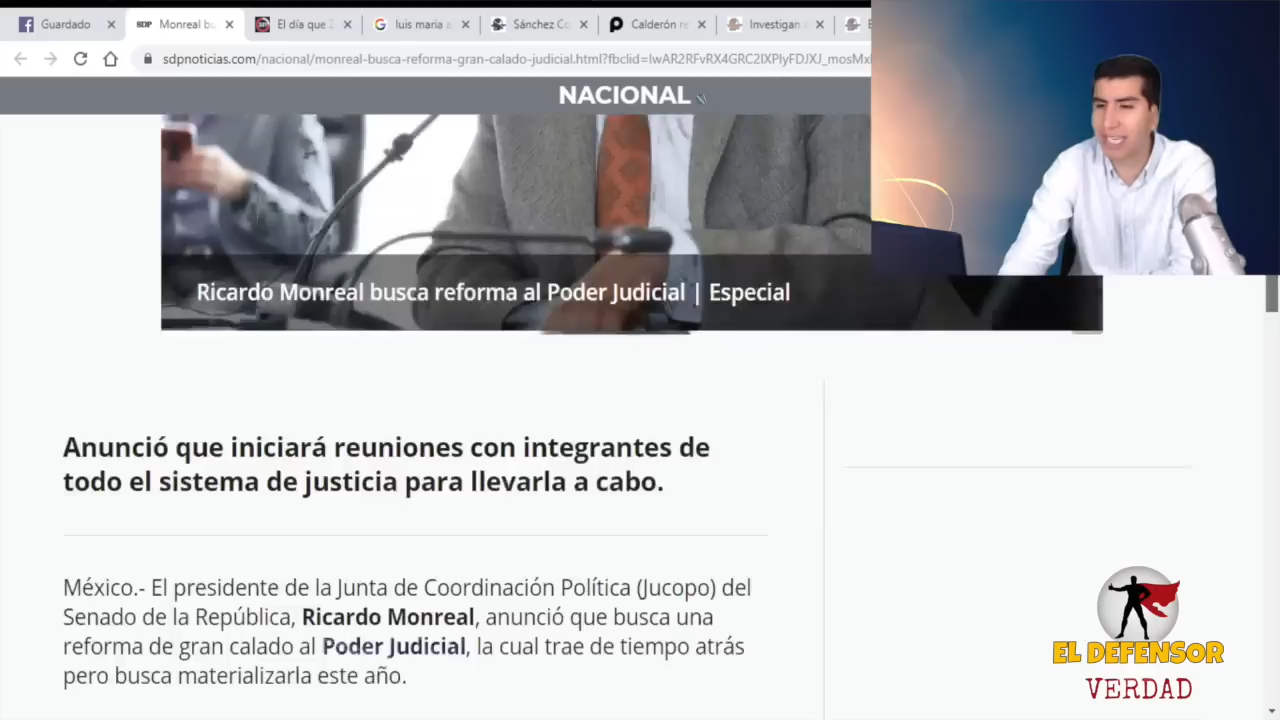 Guardado
SDP Monreal bu
El día que 2
luis maria a
Sánchez Co
Calderón re
Investigan
sdpnoticias.com/nacional/monreal-busca-reforma-gran-calado-judicial.html?fbclid=IwAR2RFvRX4GRC2IXPIyFDJXJ_mosMx
NACIONAL
Ricardo Monreal busca reforma al Poder Judicial | Especial
Anunció que iniciará reuniones con integrantes de
todo el sistema de justicia para llevarla a cabo.
México.- El presidente de la Junta de Coordinación Política (Jucopo) del
Senado de la República, Ricardo Monreal, anunció que busca una
reforma de gran calado al Poder Judicial, la cual trae de tiempo atrás
pero busca materializarla este año.
EL DEFENSOR
VERDAD